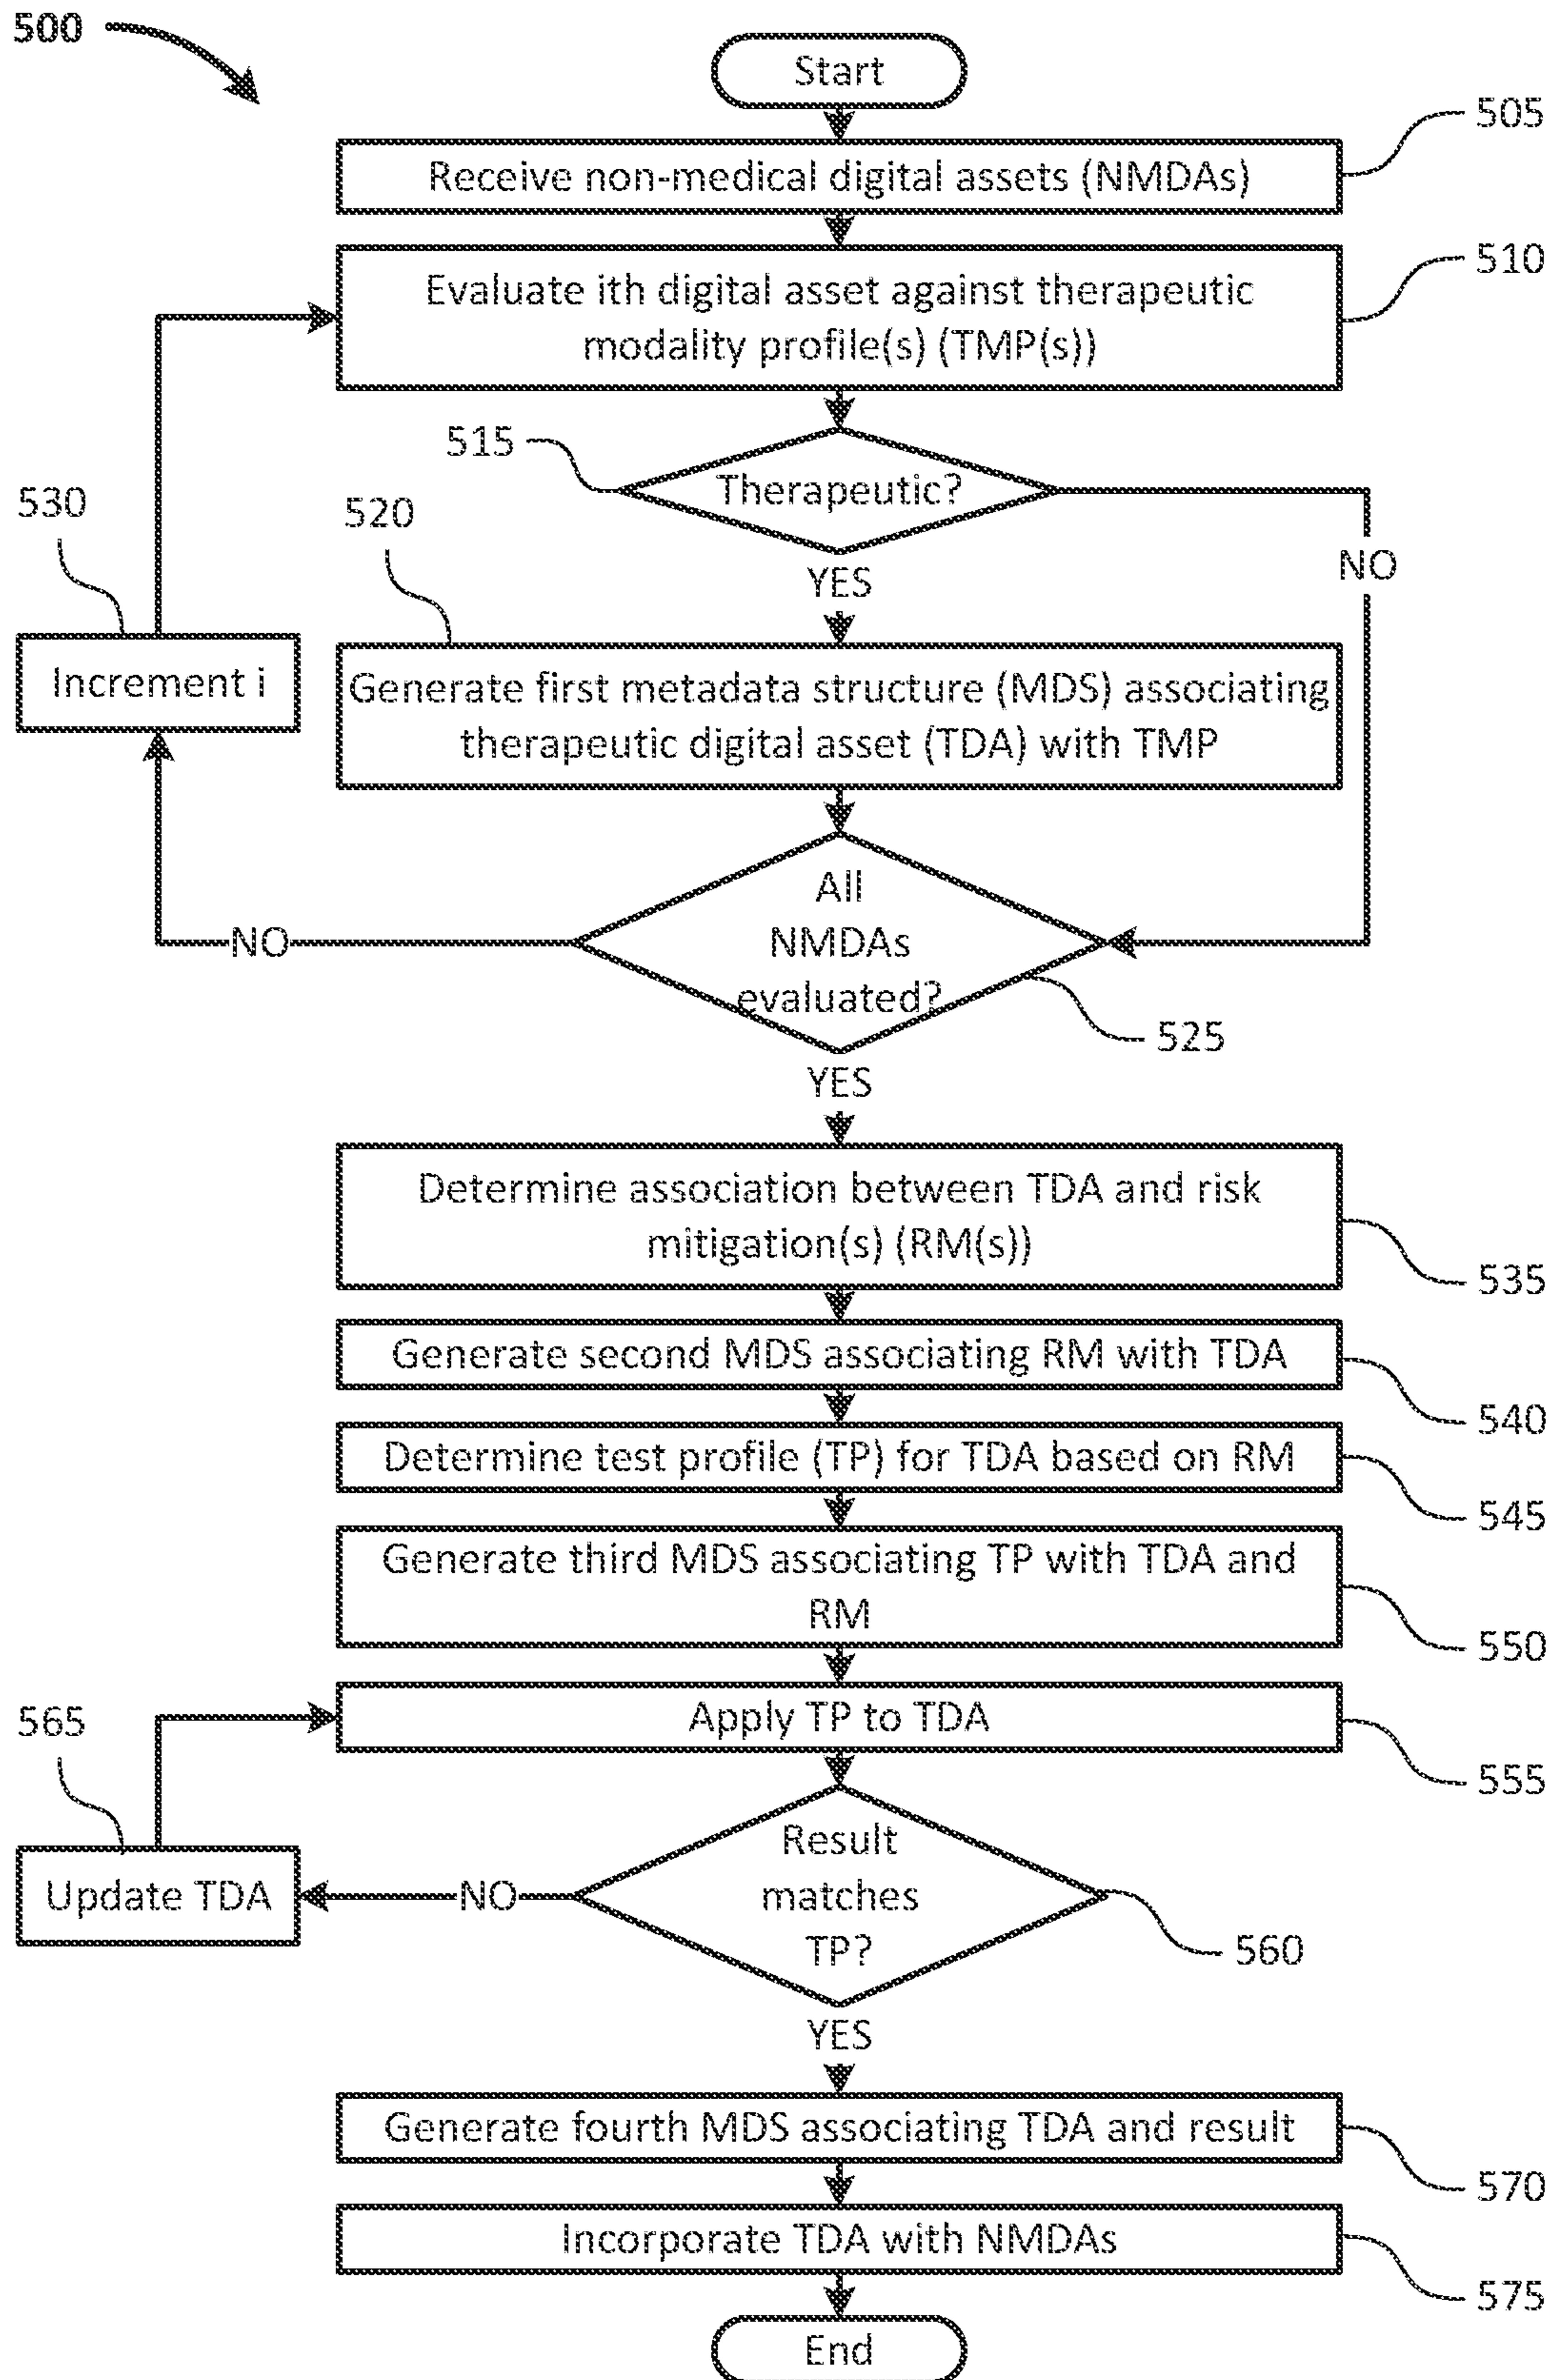 500
Start
505
Receive non-medical digital assets (NMDAs)
510
Evaluate ith digital asset against therapeutic
modality profile(s) (TMP(s))
515
Therapeutic?
530
520
NO
YES
Increment i
Generate first metadata structure (MDS) associating
therapeutic digital asset (TDA) with TMP
All
NMDAs
evaluated?
NO
525
YES
Determine association between TDA and risk
mitigation(s) (RM(s))
535
Generate second MDS associating RM with TDA
540
Determine test profile (TP) for TDA based on RM
545
Generate third MDS associating TP with TDA and
RM
550
565
Apply TP to TDA
555
Result
matches
TP?
Update TDA
NO
560
YES
Generate fourth MDS associating TDA and result
570
Incorporate TDA with NMDAs
575
End